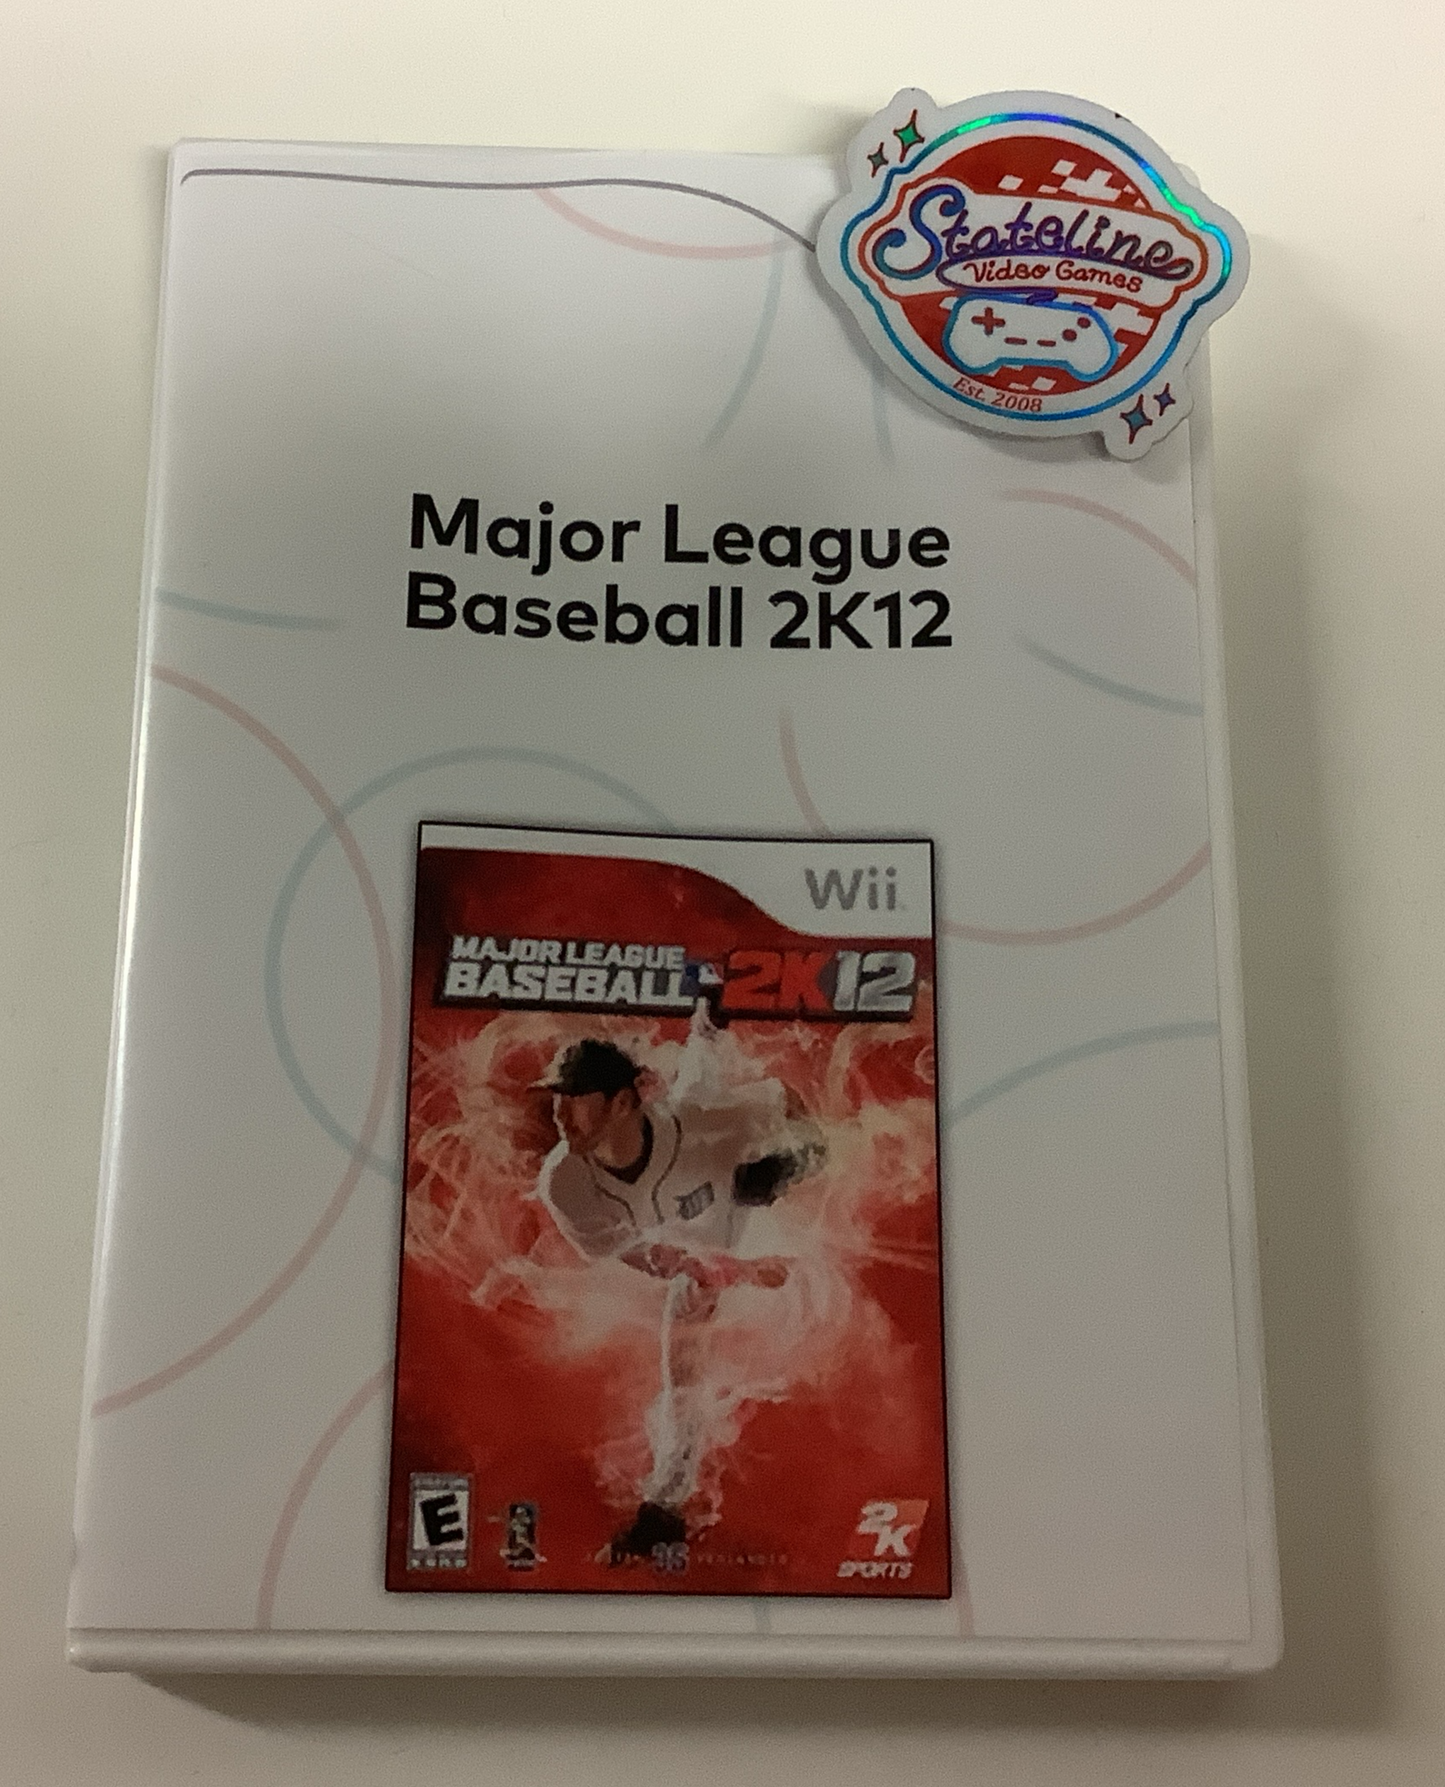 Stateline
Video Games
Est. 2008
Major League
Baseball 2K12
Wii
MAJOR LEAGUE
BASEBALL 2K12
E
2K
SPORTS